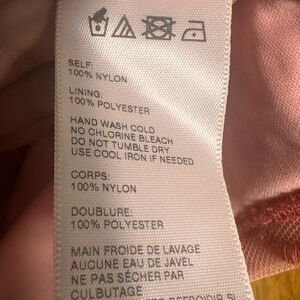 SELF:
100% NYLON
LINING:
100% POLYESTER
HAND WASH COLD
NO CHLORINE BLEACH
DO NOT TUMBLE DRY
USE COOL IRON IF NEEDED
CORPS:
100% NYLON
DOUBLURE:
100% POLYESTER
MAIN FROIDE DE LAVAGE
AUCUNE EAU DE JAVEL
NE PAS SÉCHER PAR
CULBUTAGE
REFROIDIR SI